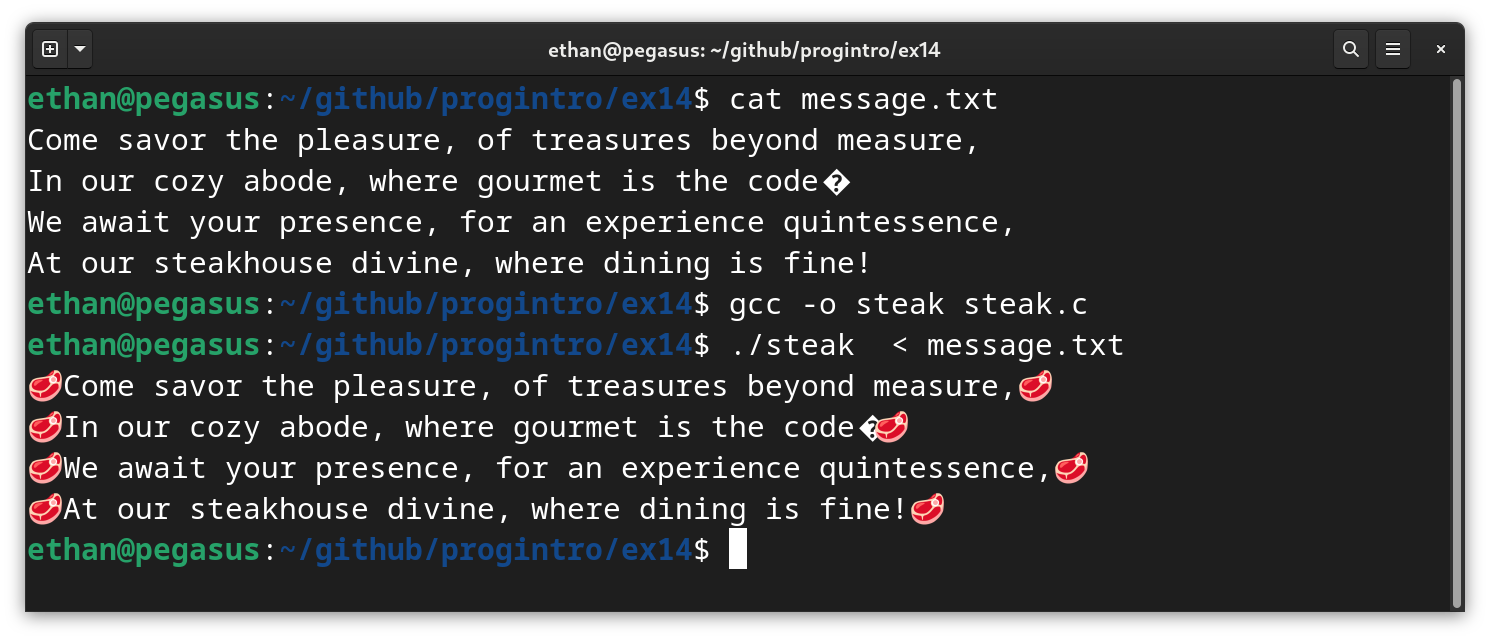 ethan@pegasus: ~/github/progintro/ex14
ethan@pegasus:~/github/progintro/ex14$ cat message.txt
Come savor the pleasure, of treasures beyond measure,
In our cozy abode, where gourmet is the code�
We await your presence, for an experience quintessence,
At our steakhouse divine, where dining is fine!
ethan@pegasus:~/github/progintro/ex14$ gcc -o steak steak.c
ethan@pegasus:~/github/progintro/ex14$ ./steak  < message.txt
🥩Come savor the pleasure, of treasures beyond measure,🥩
🥩In our cozy abode, where gourmet is the code�🥩
🥩We await your presence, for an experience quintessence,🥩
🥩At our steakhouse divine, where dining is fine!🥩
ethan@pegasus:~/github/progintro/ex14$